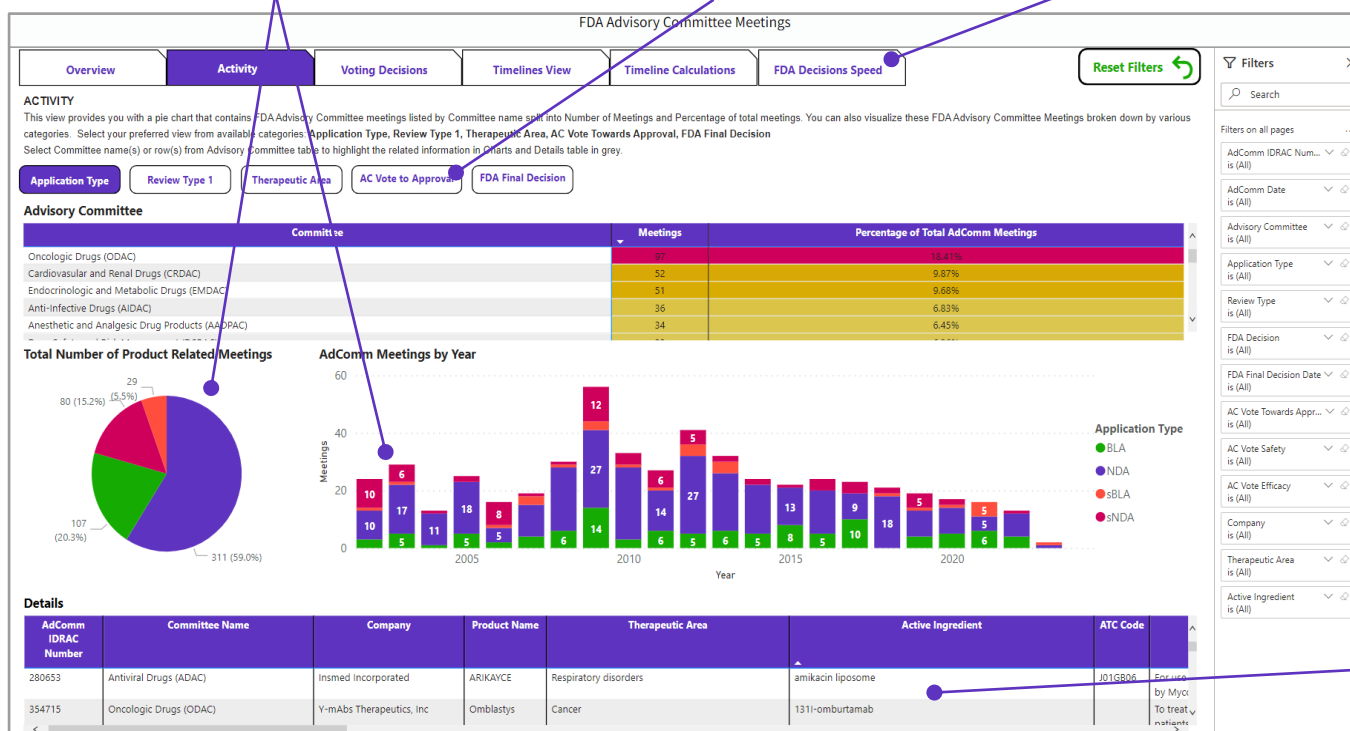 FDA Advisory Committee Meetings
Overview
Activity
Voting Decisions
Timelines View
Timeline Calculations
FDA Decisions Speed
Reset Filters
ACTIVITY
This view provides you with a pie chart that contains FDA Advisory Committee meetings listed by Committee name split into Number of Meetings and Percentage of total meetings. You can also visualize these FDA Advisory Committee Meetings broken down by various
categories. Select your preferred view from available categories: Application Type, Review Type 1, Therapeutic Area, AC Vote Towards Approval, FDA Final Decision
Select Committee name(s) or row(s) from Advisory Committee table to highlight the related information in Charts and Details table in grey.
Application Type
Review Type 1
Therapeutic Area
AC Vote to Approval
FDA Final Decision
Advisory Committee
Committee Meetings Percentage of Total AdComm Meetings
Oncologic Drugs (ODAC) 97 18.41%
Cardiovasular and Renal Drugs (CRDAC) 52 9.87%
Endocrinologic and Metabolic Drugs (EMDAC) 51 9.68%
Anti-Infective Drugs (AIDAC) 36 6.83%
Anesthetic and Analgesic Drug Products (AADPAC) 34 6.45%
Total Number of Product Related Meetings
29
(5.5%)
80 (15.2%)
107
(20.3%)
311 (59.0%)
AdComm Meetings by Year
Meetings
60
40
20
0
10
10
6
17
5
11
18
5
8
5
6
12
27
14
6
14
6
5
27
5
6
5
13
8
5
9
10
18
5
5
5
6
2005
2010
2015
2020
Year
Application Type
BLA
NDA
sBLA
sNDA
Details
AdComm IDRAC Number
Committee Name
Company
Product Name
Therapeutic Area
Active Ingredient
ATC Code
280653 Antiviral Drugs (ADAC) Insmed Incorporated ARIKAYCE Respiratory disorders amikacin liposome J01GB06 For use
by Myco
354715 Oncologic Drugs (ODAC) Y-mAbs Therapeutics, Inc Omblastys Cancer 131I-omburtamab To treat
patients
Filters
Search
Filters on all pages
...
AdComm IDRAC Num...
is (All)
AdComm Date
is (All)
Advisory Committee
is (All)
Application Type
is (All)
Review Type
is (All)
FDA Decision
is (All)
FDA Final Decision Date
is (All)
AC Vote Towards Appr...
is (All)
AC Vote Safety
is (All)
AC Vote Efficacy
is (All)
Company
is (All)
Therapeutic Area
is (All)
Active Ingredient
is (All)